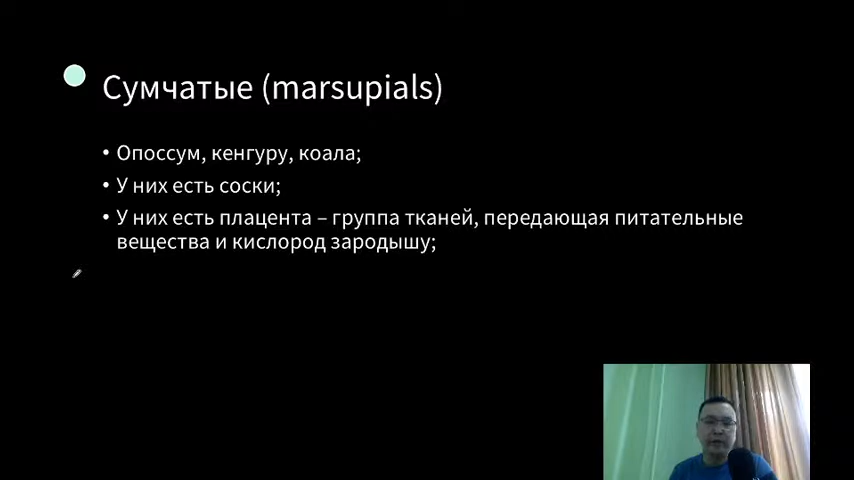 Сумчатые (marsupials)
• Опоссум, кенгуру, коала;
• У них есть соски;
• У них есть плацента – группа тканей, передающая питательные
вещества и кислород зародышу;